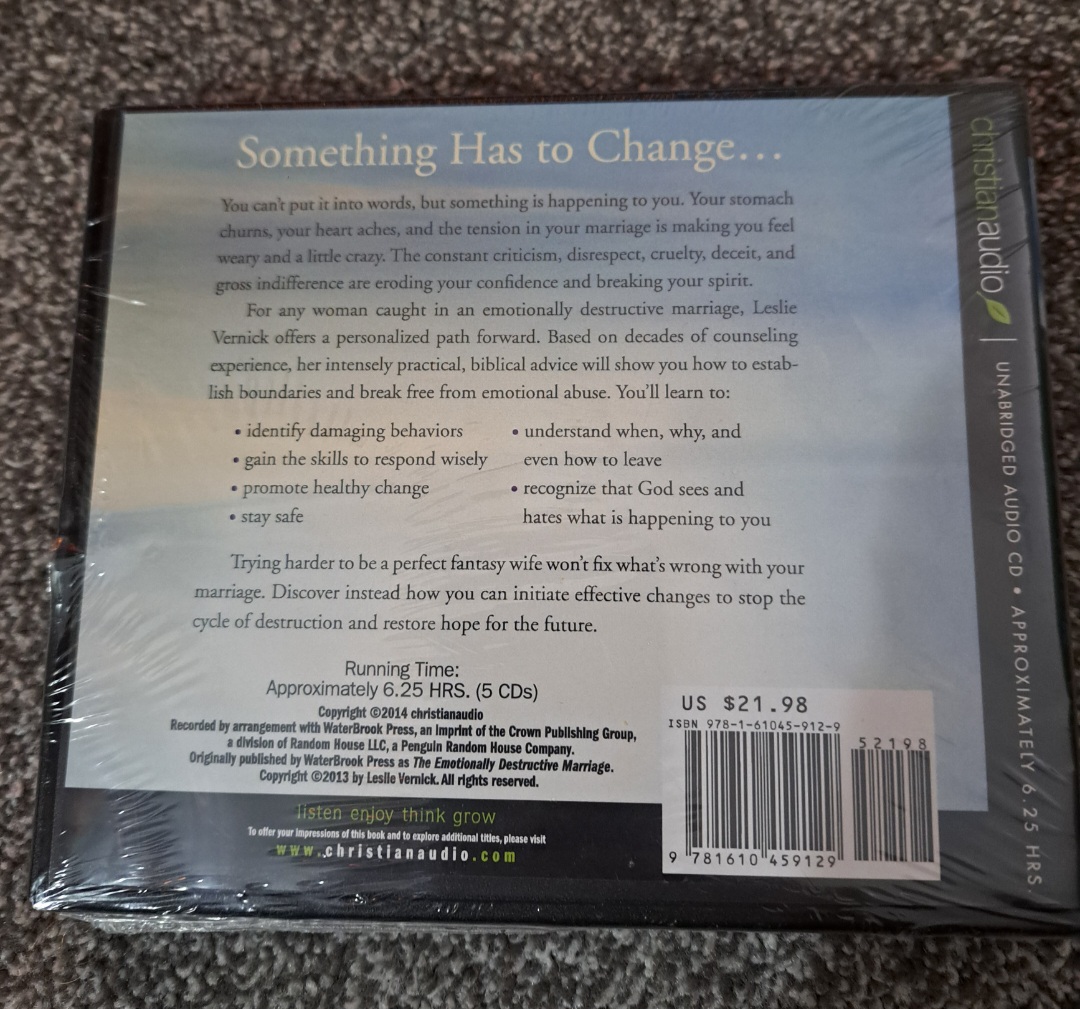 Something Has to Change...
You can't put it into words, but something is happening to you. Your stomach
churns, your heart aches, and the tension in your marriage is making you feel
weary and a little crazy. The constant criticism, disrespect, cruelty, deceit, and
gross indifference are eroding your confidence and breaking your spirit.
For any woman caught in an emotionally destructive marriage, Leslie
Vernick offers a personalized path forward. Based on decades of counseling
experience, her intensely practical, biblical advice will show you how to estab-
lish boundaries and break free from emotional abuse. You'll learn to:
• identify damaging behaviors
• gain the skills to respond wisely
• promote healthy change
• stay safe
• understand when, why, and
even how to leave
• recognize that God sees and
hates what is happening to you
Trying harder to be a perfect fantasy wife won't fix what's wrong with your
marriage. Discover instead how you can initiate effective changes to stop the
cycle of destruction and restore hope for the future.
Running Time:
Approximately 6.25 HRS. (5 CDs)
Copyright ©2014 christianaudio
Recorded by arrangement with WaterBrook Press, an imprint of the Crown Publishing Group,
a division of Random House LLC, a Penguin Random House Company.
Originally published by WaterBrook Press as The Emotionally Destructive Marriage.
Copyright ©2013 by Leslie Vernick. All rights reserved.
listen enjoy think grow
To offer your impressions of this book and to explore additional titles, please visit
www.christianaudio.com
US $21.98
ISBN 978-1-61045-912-9
52198
9 781610 459129
christianaudio | UNABRIDGED AUDIO CD • APPROXIMATELY 6.25 HRS.